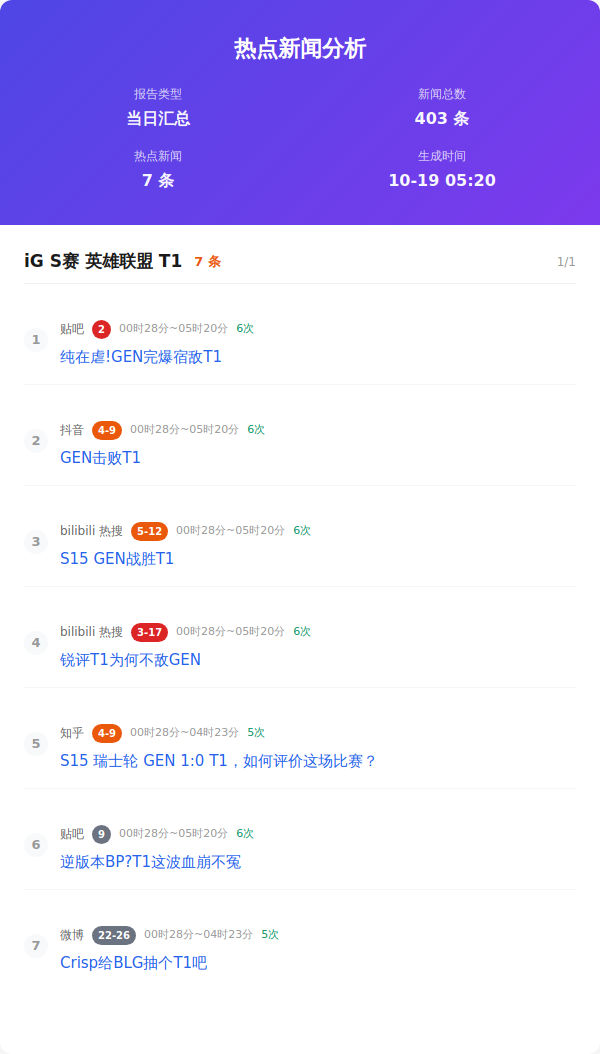 热点新闻分析
报告类型 新闻总数
当日汇总 403 条
热点新闻 生成时间
7 条 10-19 05:20
iG S赛 英雄联盟 T1 7 条 1/1
1 贴吧 2 00时28分~05时20分 6次
纯在虐!GEN完爆宿敌T1
2 抖音 4-9 00时28分~05时20分 6次
GEN击败T1
3 bilibili 热搜 5-12 00时28分~05时20分 6次
S15 GEN战胜T1
4 bilibili 热搜 3-17 00时28分~05时20分 6次
锐评T1为何不敌GEN
5 知乎 4-9 00时28分~04时23分 5次
S15 瑞士轮 GEN 1:0 T1，如何评价这场比赛？
6 贴吧 9 00时28分~05时20分 6次
逆版本BP?T1这波血崩不冤
7 微博 22-26 00时28分~04时23分 5次
Crisp给BLG抽个T1吧